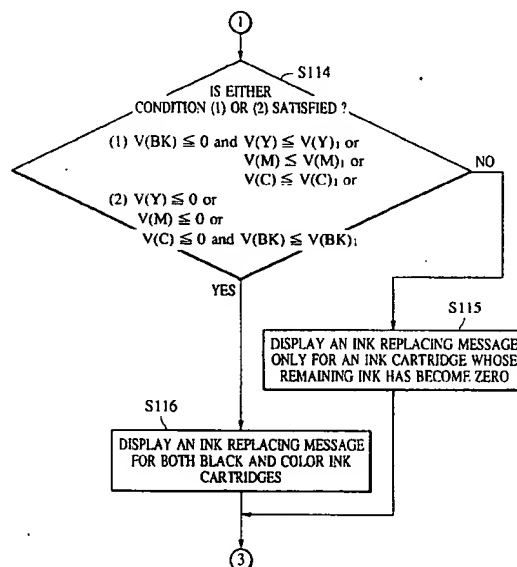 1
S114
IS EITHER
CONDITION (1) OR (2) SATISFIED ?
(1) V(BK) ≦ 0 and V(Y) ≦ V(Y)₁ or
V(M) ≦ V(M)₁ or
V(C) ≦ V(C)₁ or
NO
(2) V(Y) ≦ 0 or
V(M) ≦ 0 or
V(C) ≦ 0 and V(BK) ≦ V(BK)₁
YES
S115
DISPLAY AN INK REPLACING MESSAGE
ONLY FOR AN INK CARTRIDGE WHOSE
REMAINING INK HAS BECOME ZERO
S116
DISPLAY AN INK REPLACING MESSAGE
FOR BOTH BLACK AND COLOR INK
CARTRIDGES
3